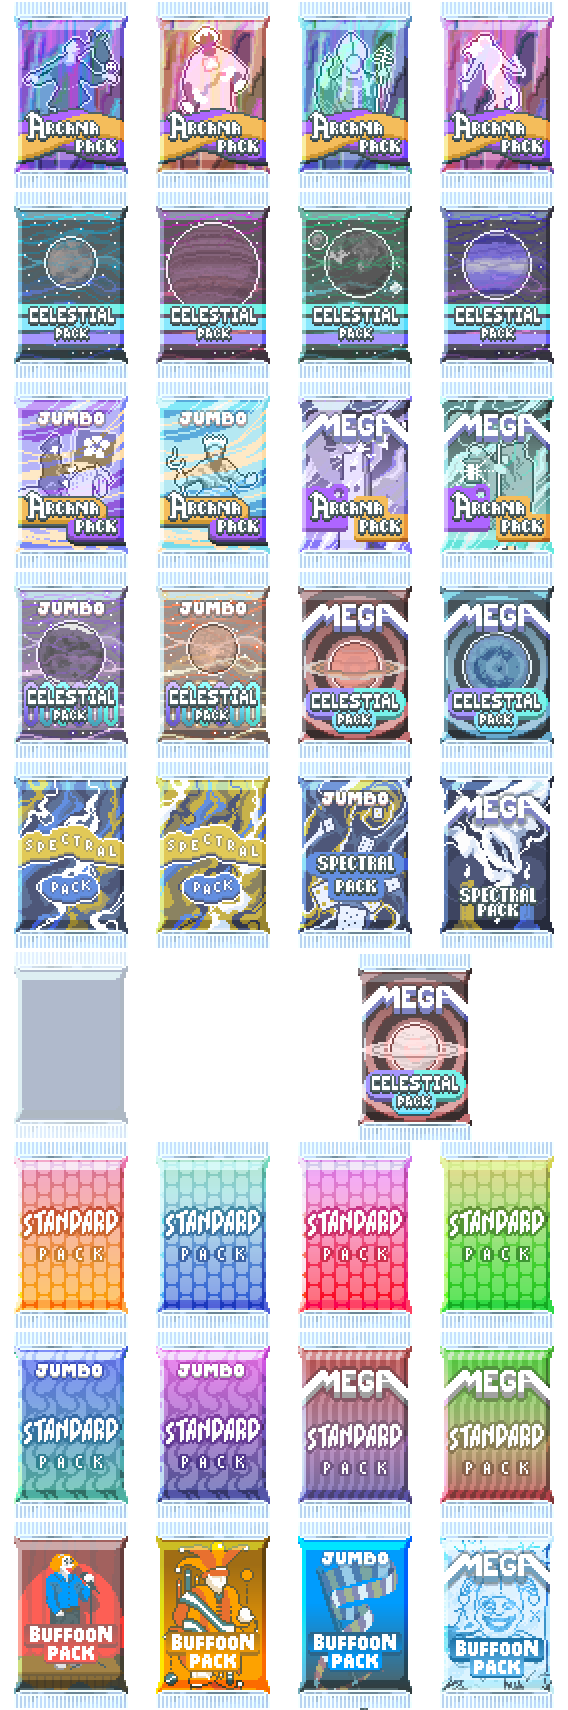 ARCANA PACK ARCANA PACK ARCANA PACK ARCANA PACK
CELESTIAL PACK CELESTIAL PACK CELESTIAL PACK CELESTIAL PACK
JUMBO ARCANA PACK JUMBO ARCANA PACK MEGA ARCANA PACK MEGA ARCANA PACK
JUMBO CELESTIAL PACK JUMBO CELESTIAL PACK MEGA CELESTIAL PACK MEGA CELESTIAL PACK
SPECTRAL PACK SPECTRAL PACK JUMBO SPECTRAL PACK MEGA SPECTRAL PACK
MEGA CELESTIAL PACK
STANDARD PACK STANDARD PACK STANDARD PACK STANDARD PACK
JUMBO STANDARD PACK JUMBO STANDARD PACK MEGA STANDARD PACK MEGA STANDARD PACK
BUFFOON PACK BUFFOON PACK JUMBO BUFFOON PACK MEGA BUFFOON PACK